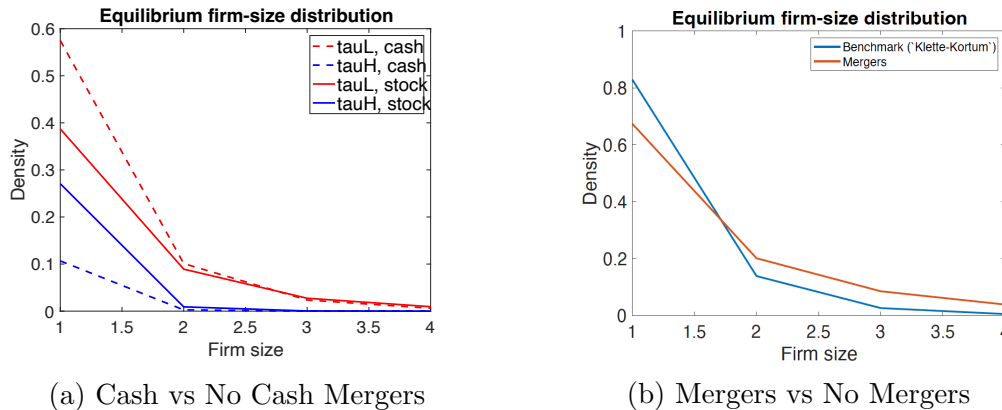 Equilibrium firm-size distribution
0.6
0.5
0.4
0.3
0.2
0.1
0
Density
tauL, cash
tauH, cash
tauL, stock
tauH, stock
1 1.5 2 2.5 3 3.5 4
Firm size
(a) Cash vs No Cash Mergers
Equilibrium firm-size distribution
1
0.8
0.6
0.4
0.2
0
Density
Benchmark (`Klette-Kortum`)
Mergers
1 1.5 2 2.5 3 3.5 4
Firm size
(b) Mergers vs No Mergers